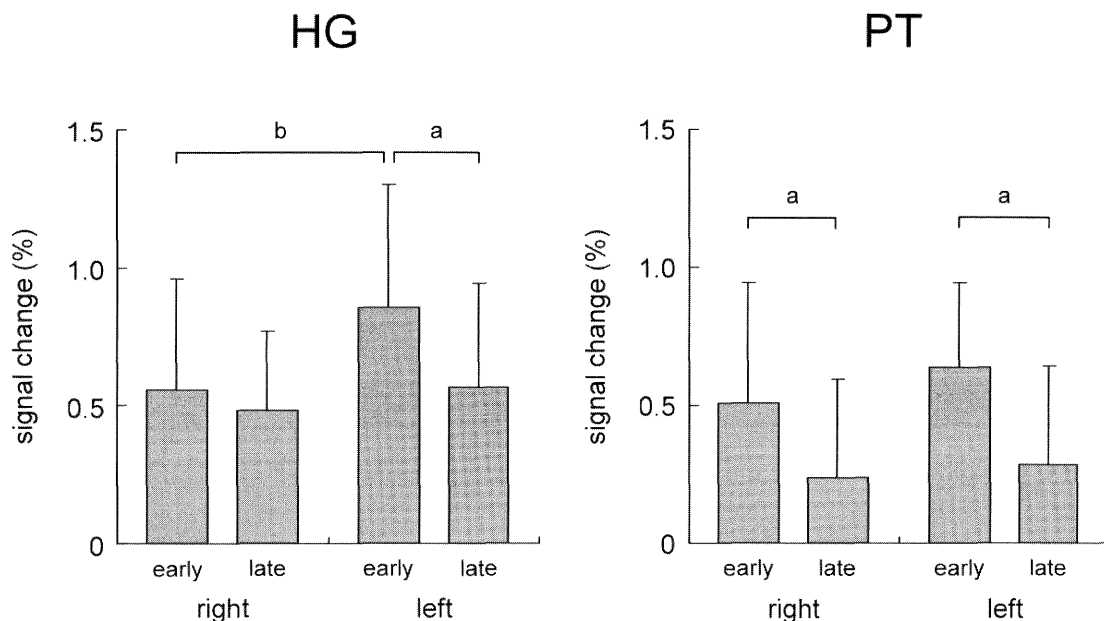 HG
1.5
b
a
1.0
0.5
0
signal change (%)
early
late
early
late
right
left
PT
1.5
a
a
1.0
0.5
0
signal change (%)
early
late
early
late
right
left